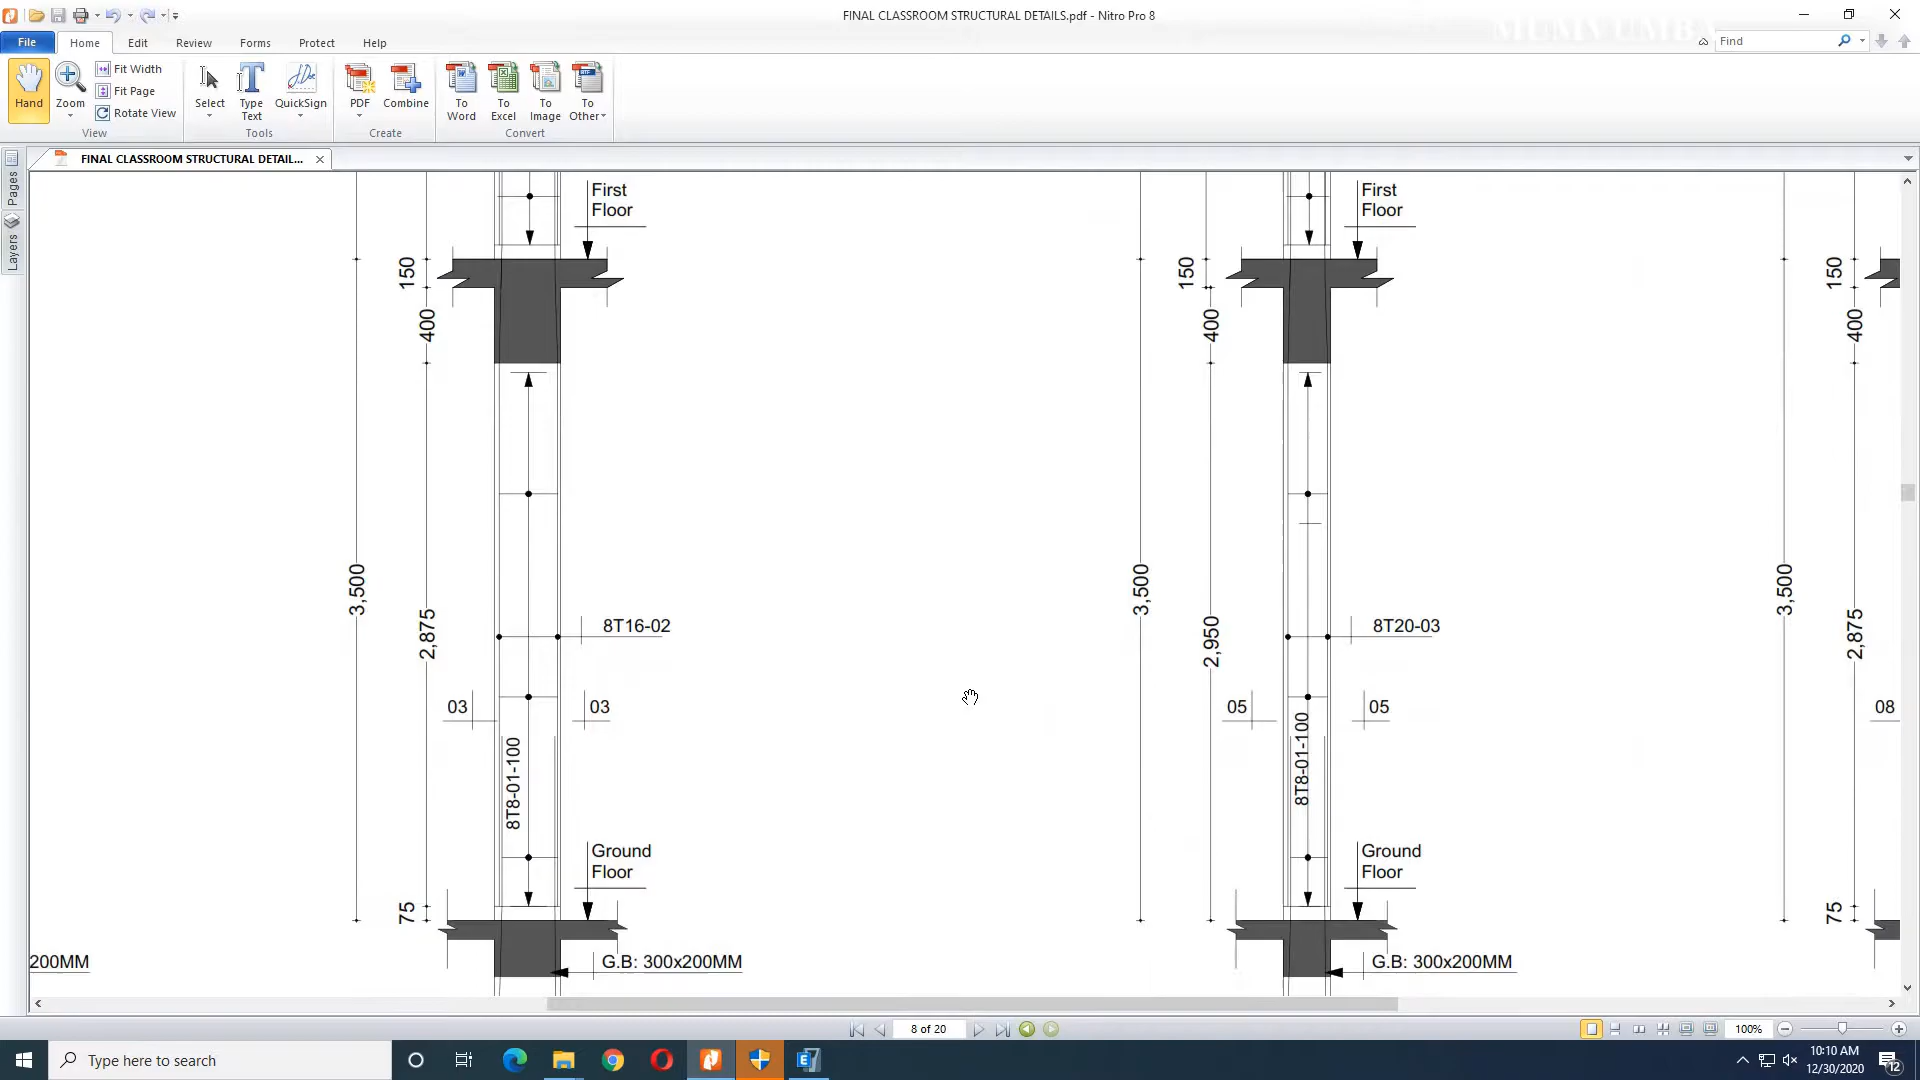 FINAL CLASSROOM STRUCTURAL DETAILS.pdf - Nitro Pro 8
File
Home
Edit
Review
Forms
Protect
Help
Find
Hand
Zoom
Fit Width
Fit Page
Rotate View
View
Select
Type
Text
QuickSign
Tools
PDF
Combine
Create
To
Word
To
Excel
To
Image
To
Other
Convert
FINAL CLASSROOM STRUCTURAL DETAIL...
Pages
Layers
First
Floor
150
400
3,500
2,875
8T16-02
03
03
8T8-01-100
Ground
Floor
75
200MM
G.B: 300x200MM
First
Floor
150
400
3,500
2,950
8T20-03
05
05
8T8-01-100
Ground
Floor
G.B: 300x200MM
150
400
3,500
2,875
08
75
8 of 20
100%
Type here to search
10:10 AM
12/30/2020
12